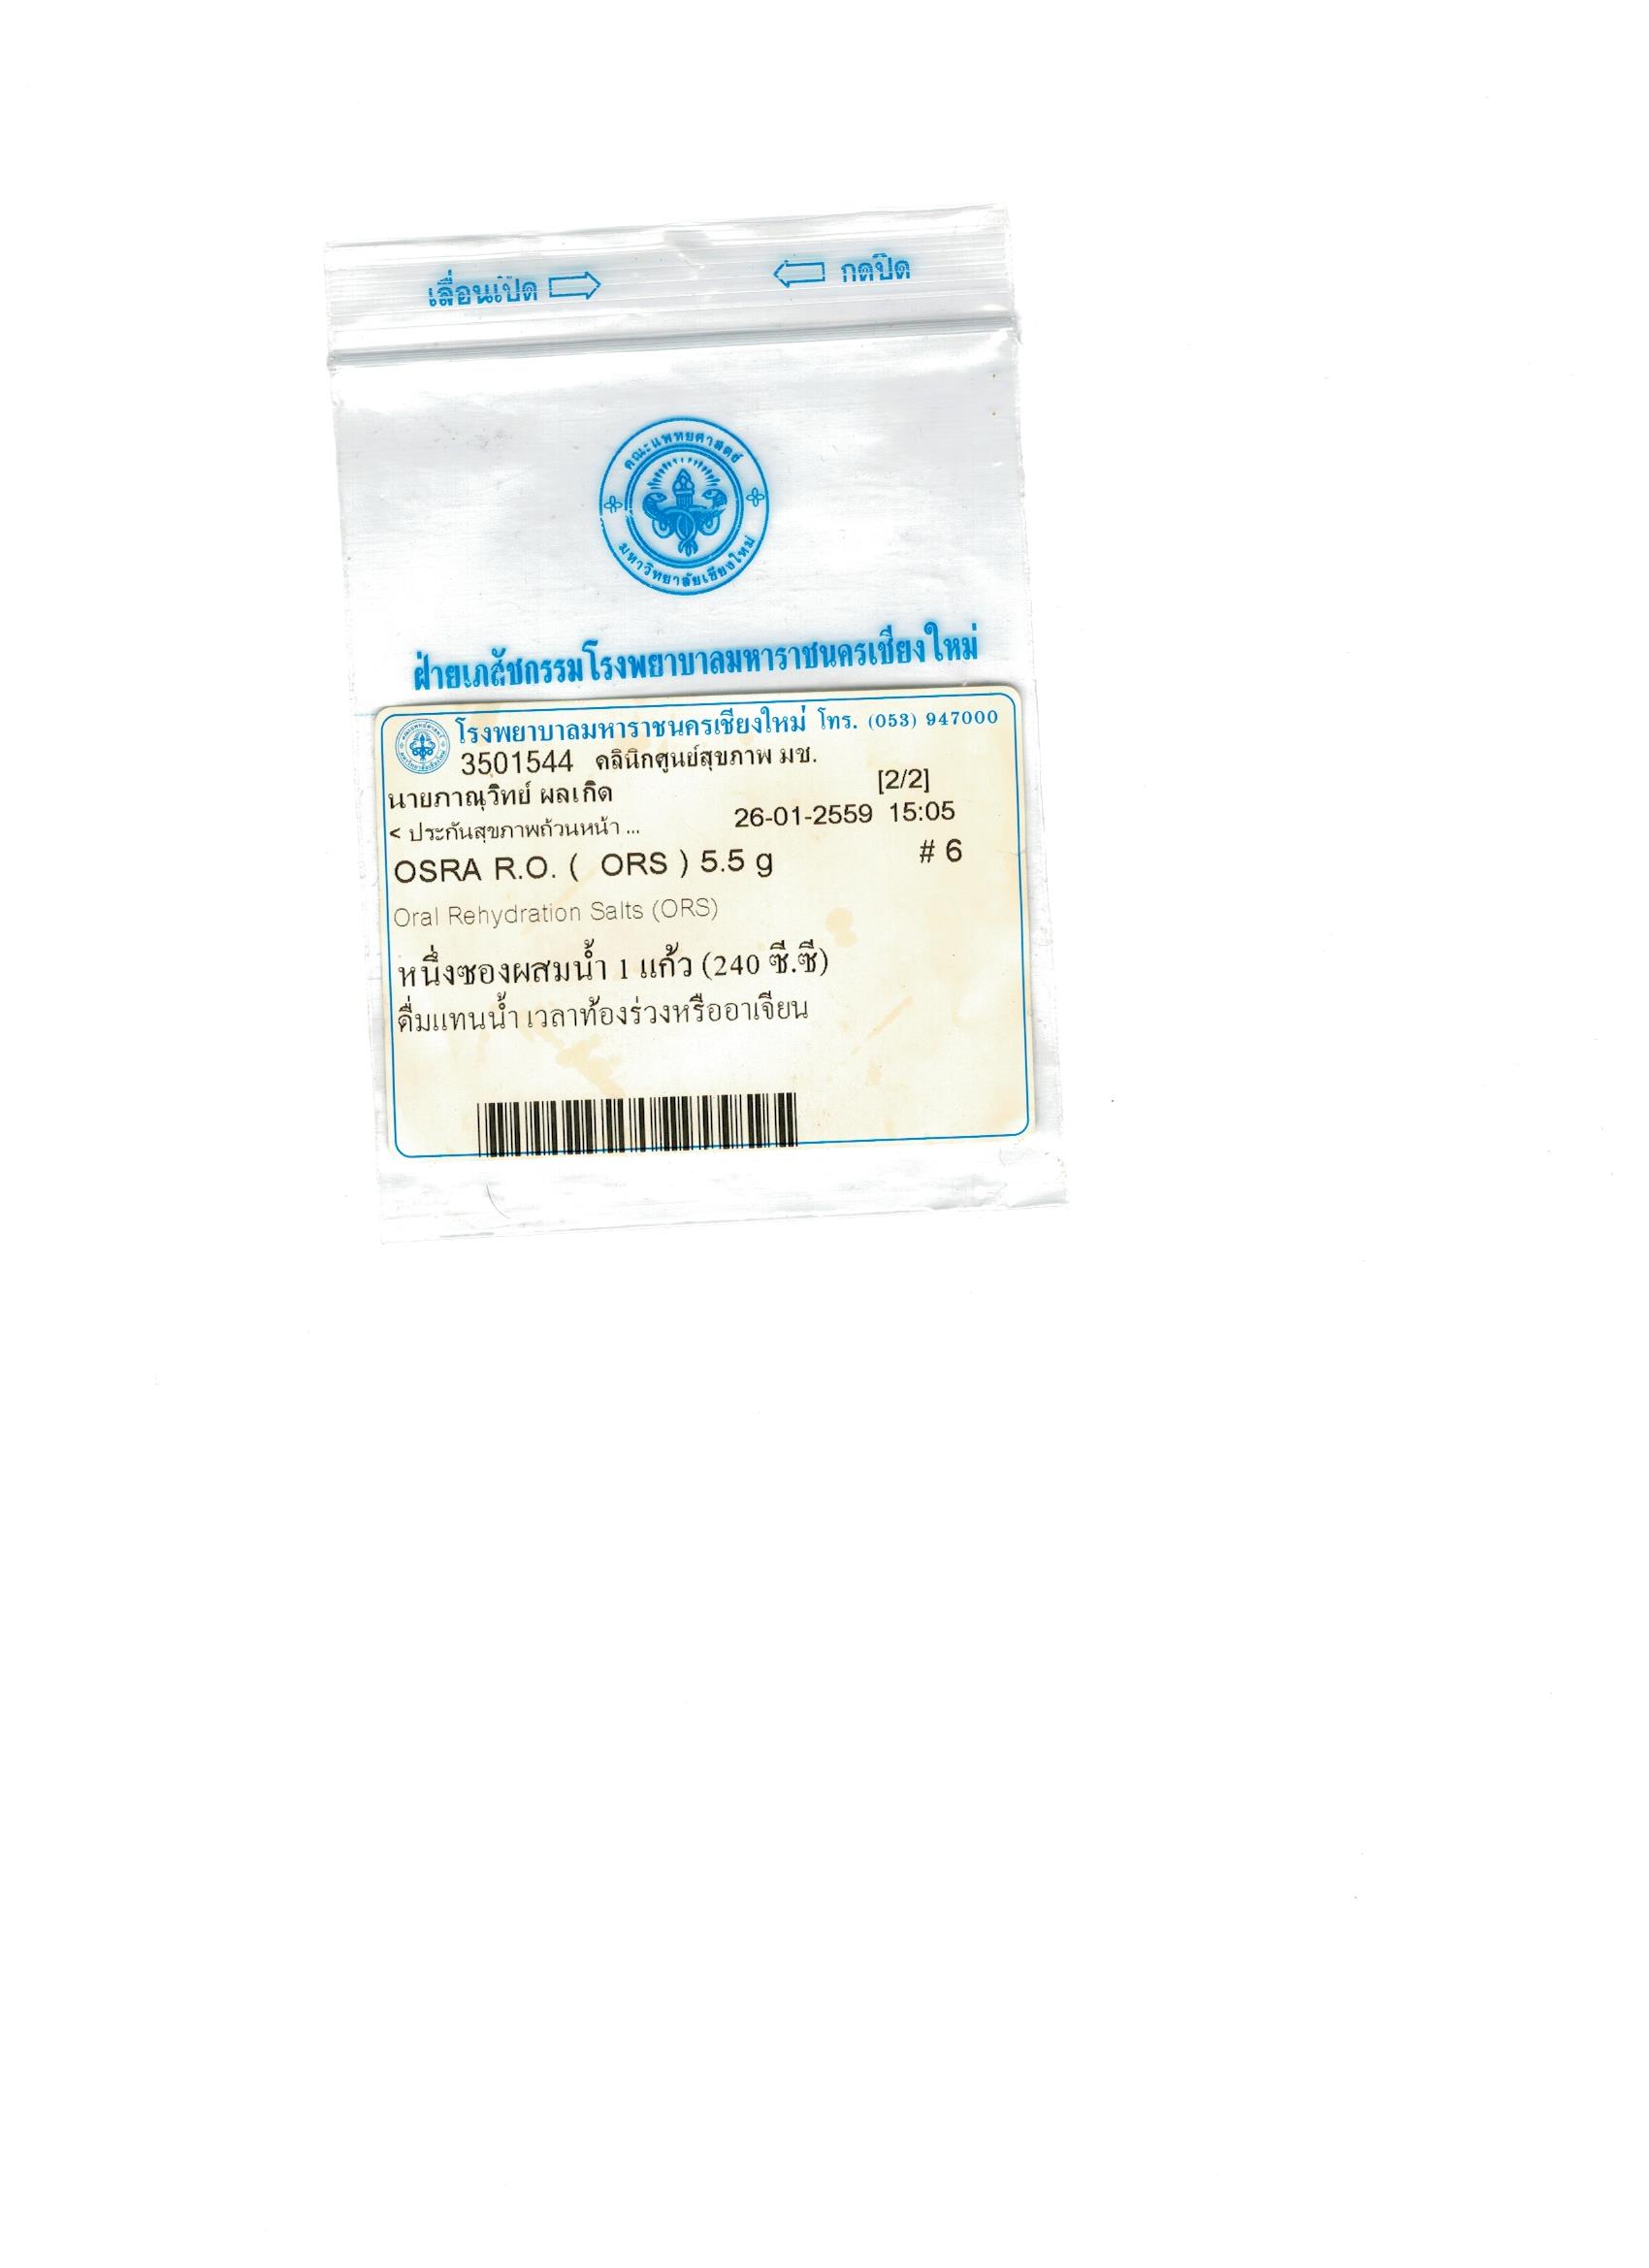 เลื่อนเปิด กดปิด
คณะแพทยศาสตร์
มหาวิทยาลัยเชียงใหม่
ฝ่ายเภสัชกรรมโรงพยาบาลมหาราชนครเชียงใหม่
โรงพยาบาลมหาราชนครเชียงใหม่ โทร. (053) 947000
3501544 คลินิกศูนย์สุขภาพ มช.
[2/2]
นายภาณุวิทย์ ผลเกิด
< ประกันสุขภาพถ้วนหน้า ... 26-01-2559 15:05
OSRA R.O. ( ORS ) 5.5 g # 6
Oral Rehydration Salts (ORS)
หนึ่งซองผสมน้ำ 1 แก้ว (240 ซี.ซี)
ดื่มแทนน้ำ เวลาท้องร่วงหรืออาเจียน